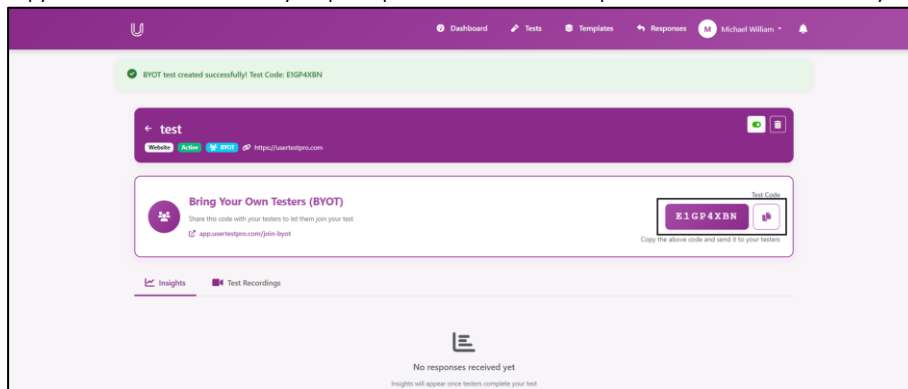 Dashboard Tests Templates Responses M Michael William
BYOT test created successfully! Test Code: E1GP4XBN
test
Website Active BYOT https://usertestpro.com
Bring Your Own Testers (BYOT)
Share this code with your testers to let them join your test
app.usertestpro.com/join-byot
Test Code
E1GP4XBN
Copy the above code and send it to your testers
Insights Test Recordings
No responses received yet
Insights will appear once testers complete your test